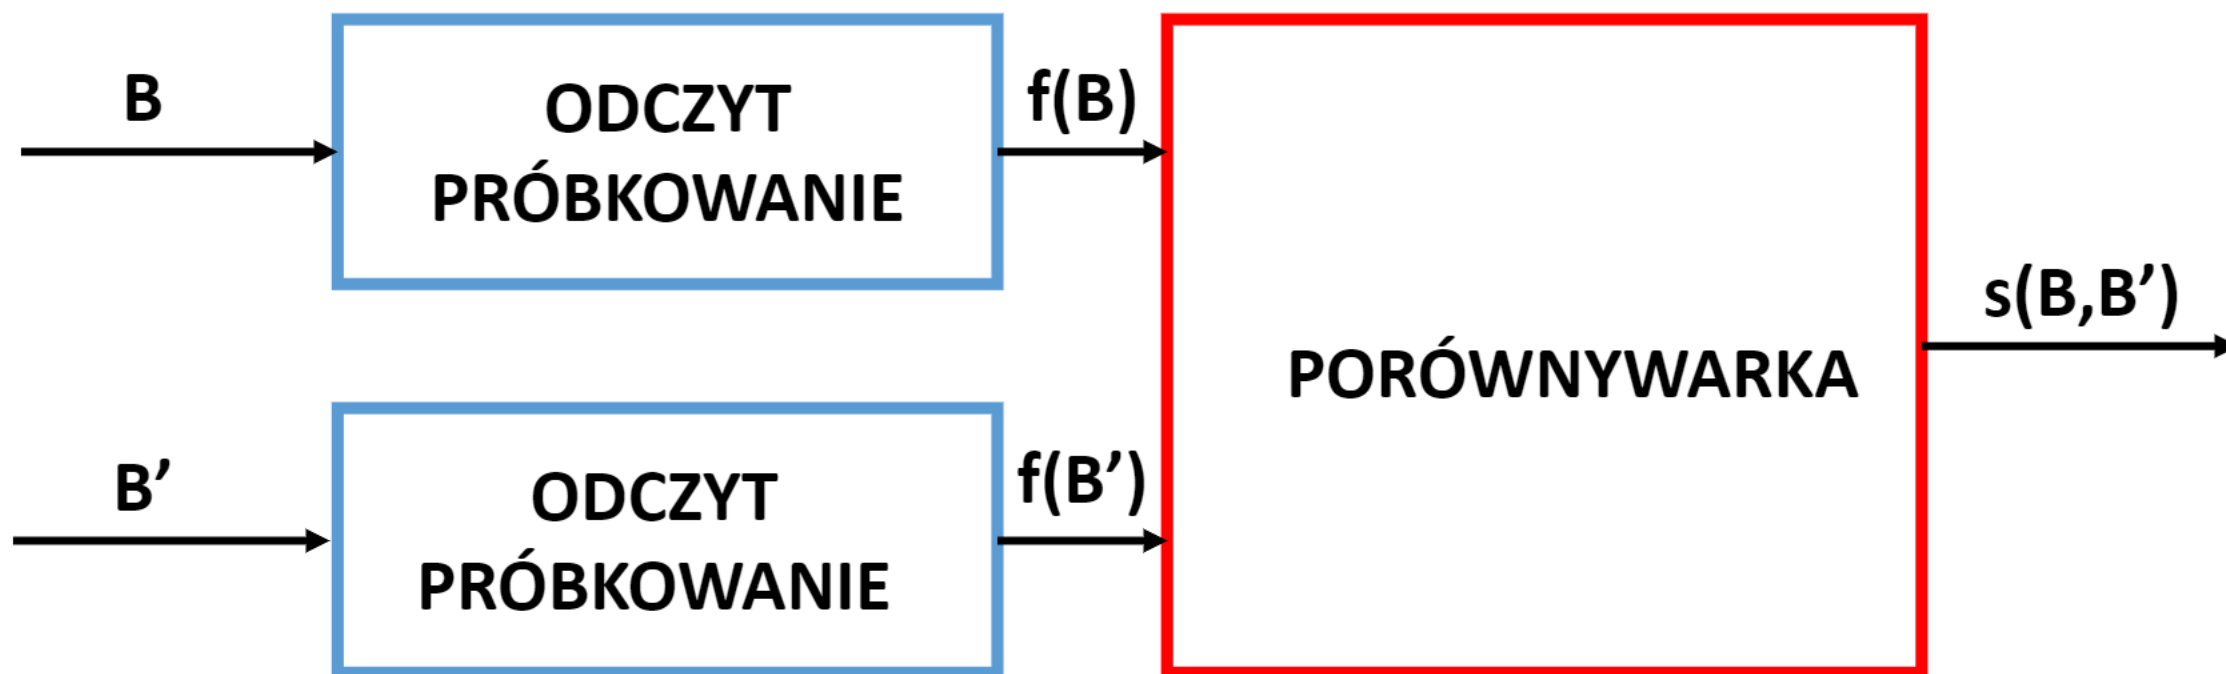 B
ODCZYT
PRÓBKOWANIE
f(B)
PORÓWNYWARKA
s(B,B’)
B’
ODCZYT
PRÓBKOWANIE
f(B’)